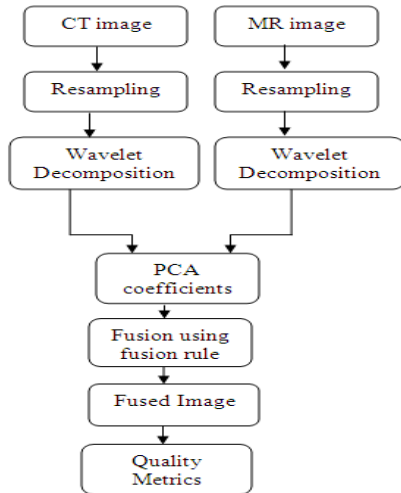 CT image
MR image
Resampling
Resampling
Wavelet
Decomposition
Wavelet
Decomposition
PCA
coefficients
Fusion using
fusion rule
Fused Image
Quality
Metrics